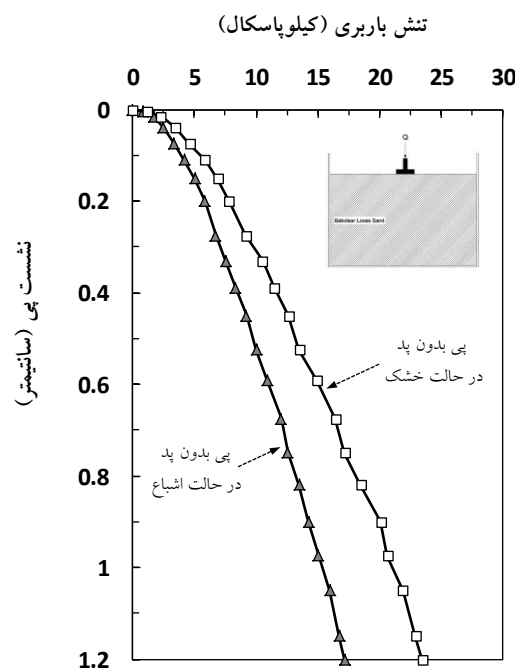 تنش باربری (کیلوپاسکال)
0 5 10 15 20 25 30
نشست پی (سانتیمتر)
0
0.2
0.4
0.6
0.8
1
1.2
Q
Babolsar Loose Sand
پی بدون پد
در حالت خشک
پی بدون پد
در حالت اشباع